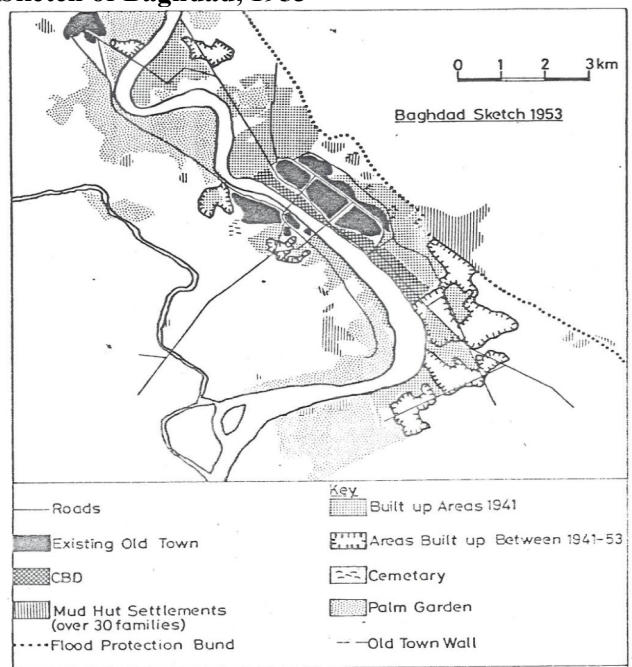 Sketch of Baghdad, 1953
0 1 2 3 km
Baghdad Sketch 1953
Key
Roads
Existing Old Town
CBD
Mud Hut Settlements
(over 30 families)
Flood Protection Bund
Built up Areas 1941
Areas Built up Between 1941-53
Cemetary
Palm Garden
Old Town Wall